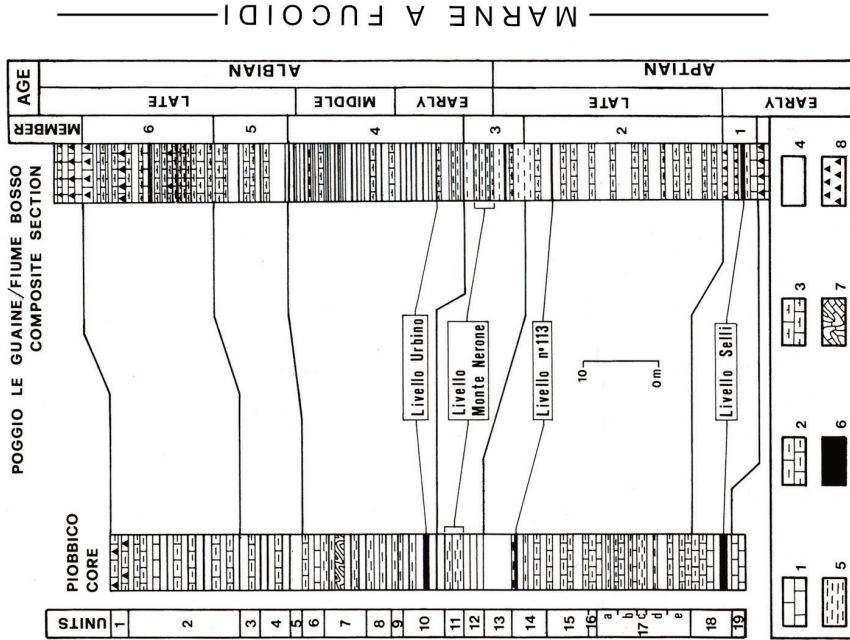 MARNE A FUCOIDI
POGGIO LE GUAINE/FIUME BOSSO
COMPOSITE SECTION
AGE
ALBIAN
APTIAN
LATE
MIDDLE
EARLY
LATE
EARLY
MEMBER
6
5
4
3
2
1
PIOBBICO
CORE
Livello Urbino
Livello
Monte Nerone
Livello n°113
Livello Selli
10
0m
UNITS
1
2
3
4
5
6
7
8
9
10
11
12
13
14
15
16
17
a
b
c
d
e
18
19
1
2
3
4
5
6
7
8